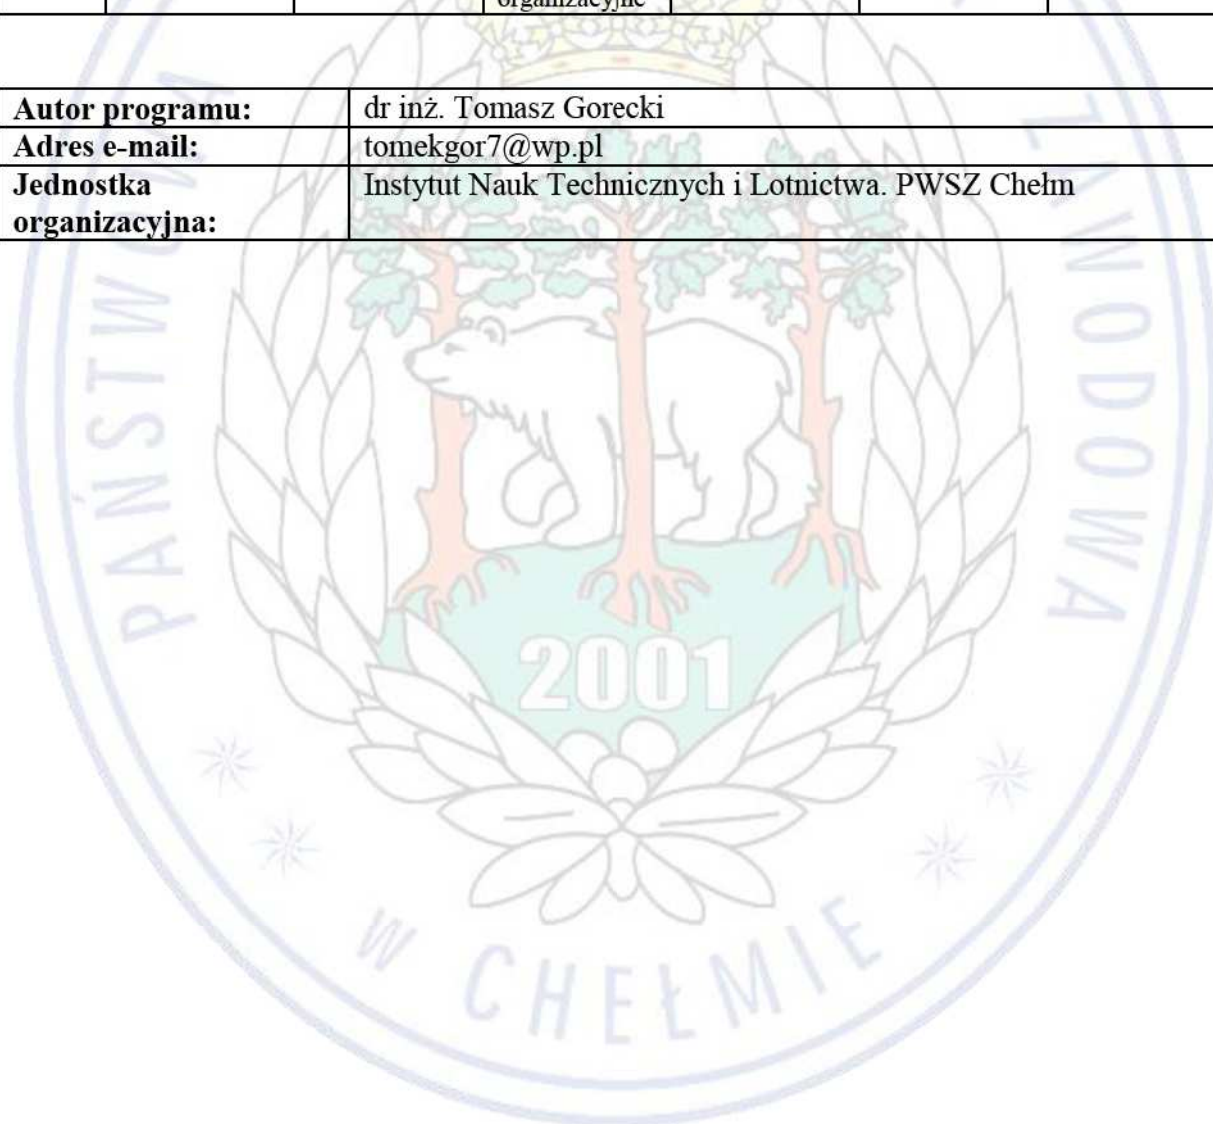 organizacyjne
Autor programu: dr inż. Tomasz Gorecki
Adres e-mail: tomekgor7@wp.pl
Jednostka Instytut Nauk Technicznych i Lotnictwa. PWSZ Chełm
organizacyjna:
PAŃSTWOWA
ZAWODOWA
2001
W CHEŁMIE